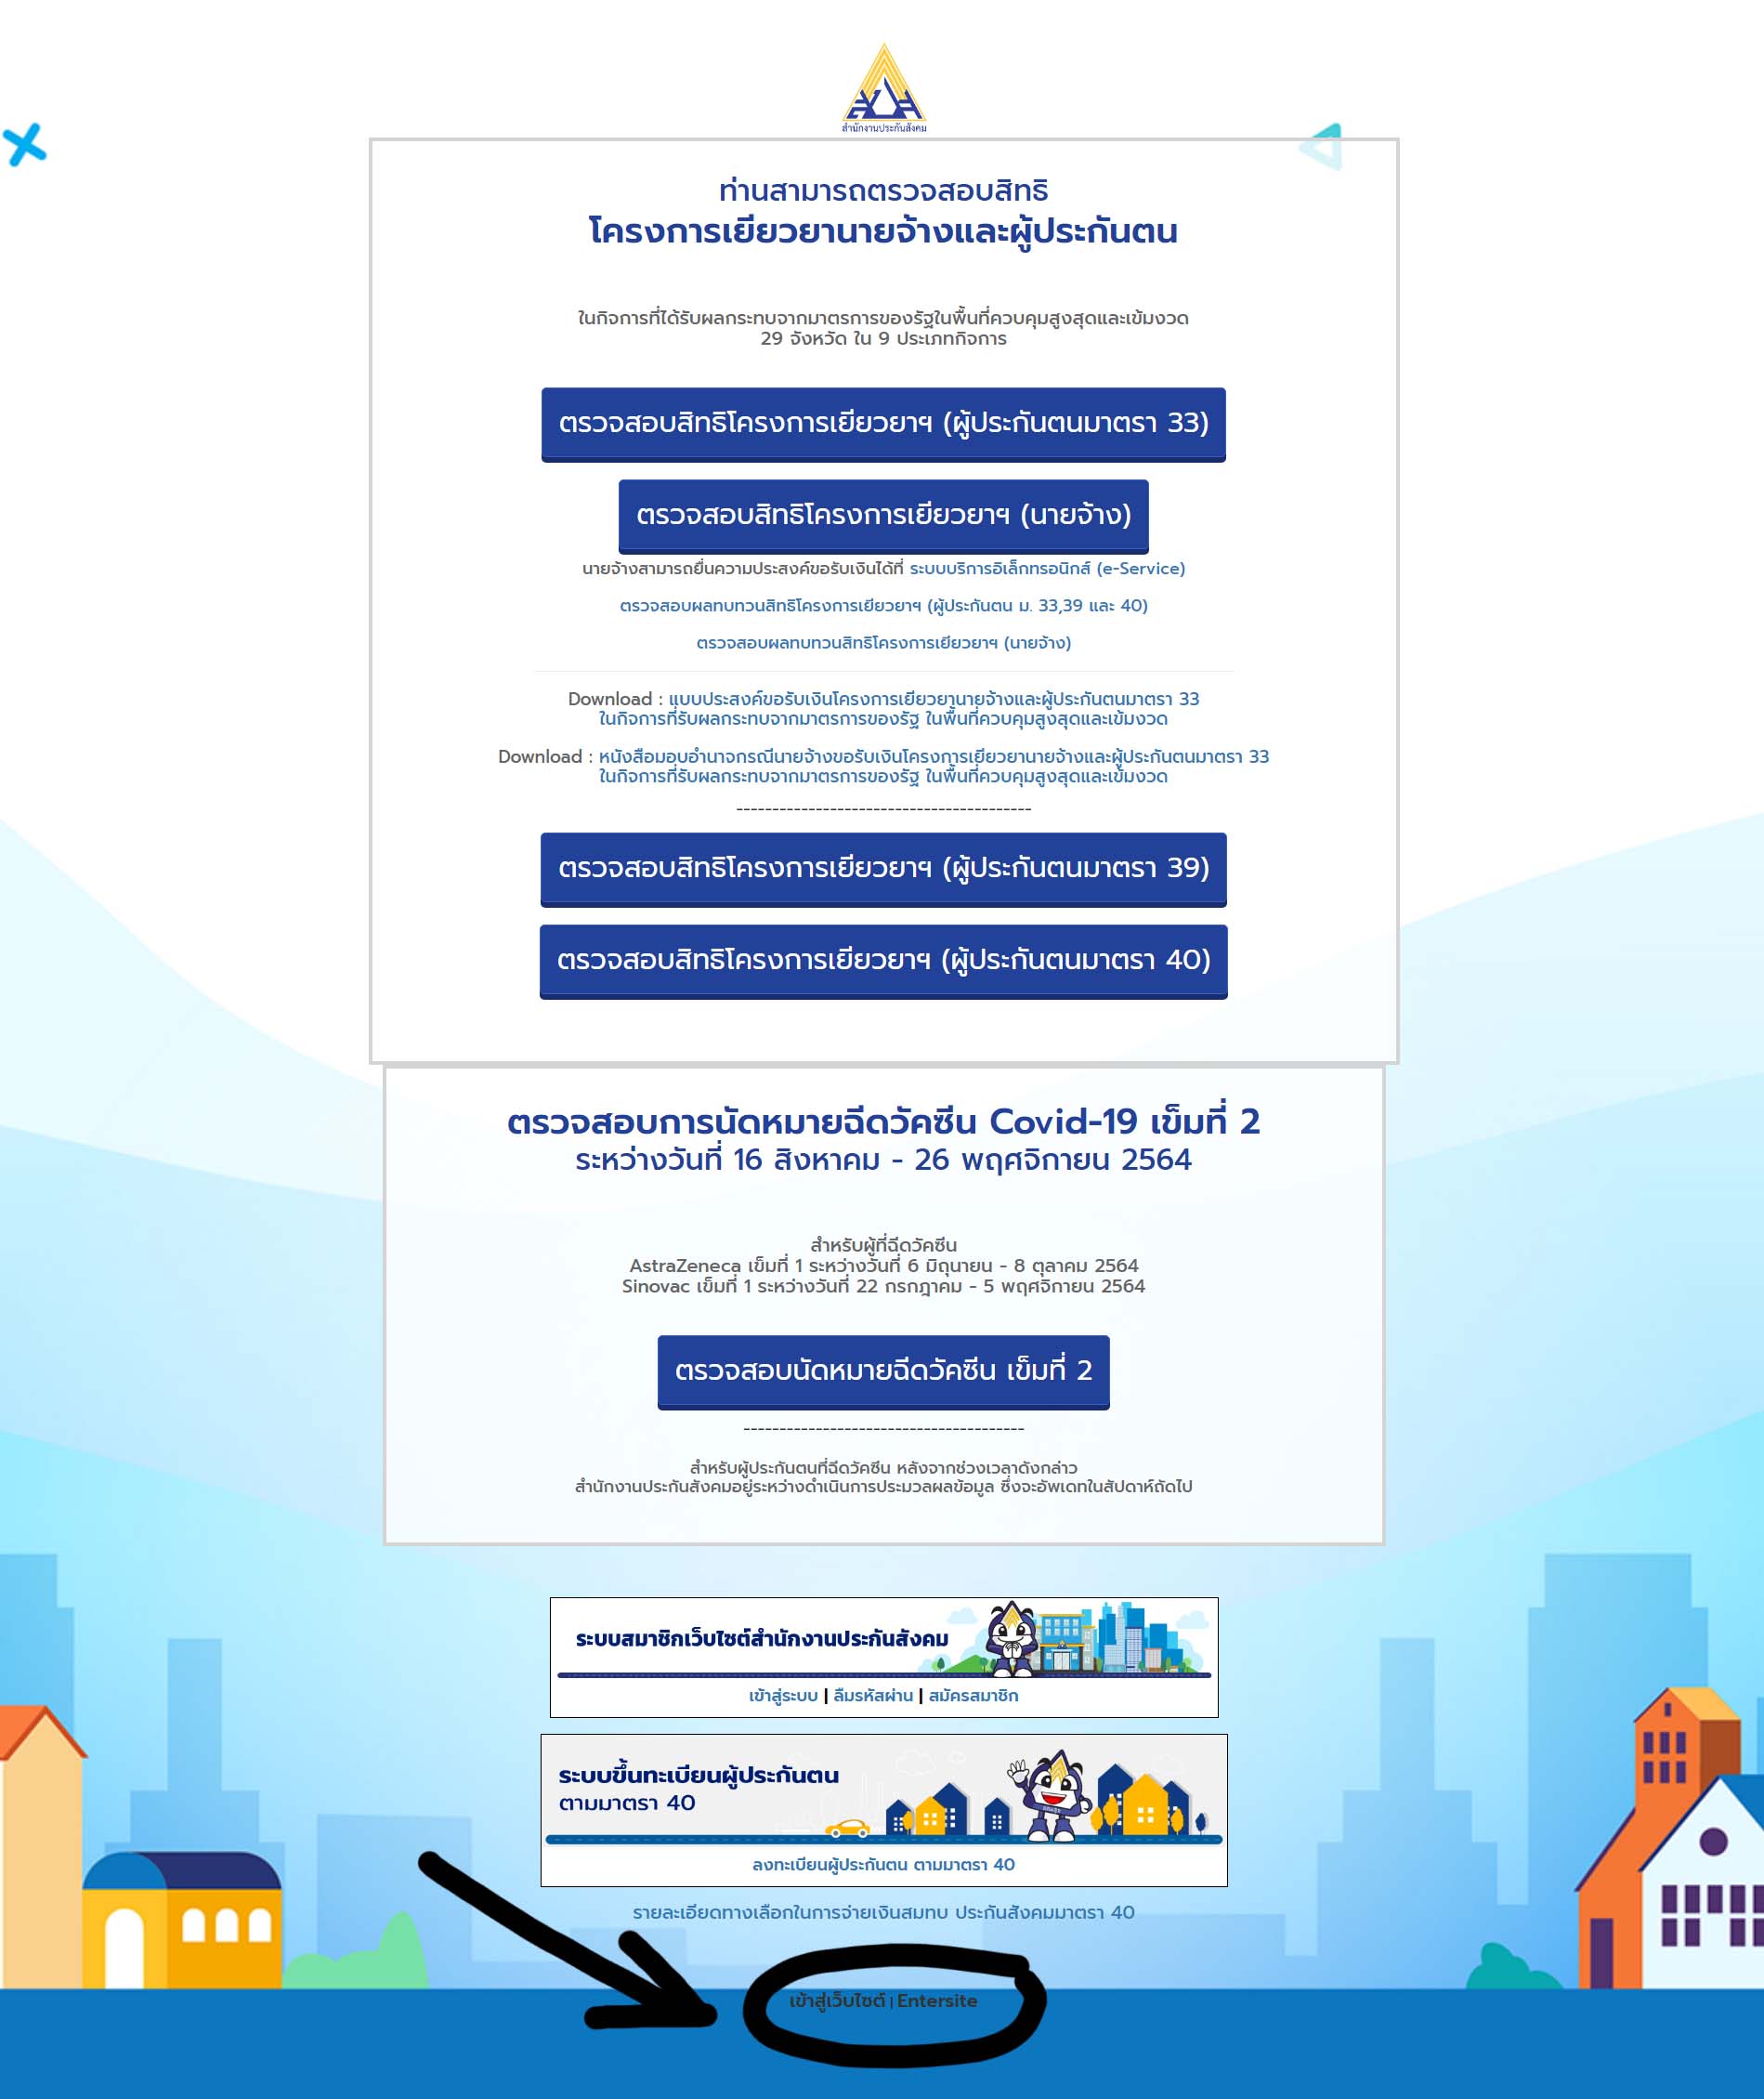 สำนักงานประกันสังคม
ท่านสามารถตรวจสอบสิทธิ
โครงการเยียวยานายจ้างและผู้ประกันตน
ในกิจการที่ได้รับผลกระทบจากมาตรการของรัฐในพื้นที่ควบคุมสูงสุดและเข้มงวด
29 จังหวัด ใน 9 ประเภทกิจการ
ตรวจสอบสิทธิโครงการเยียวยาฯ (ผู้ประกันตนมาตรา 33)
ตรวจสอบสิทธิโครงการเยียวยาฯ (นายจ้าง)
นายจ้างสามารถยื่นความประสงค์ขอรับเงินได้ที่ ระบบบริการอิเล็กทรอนิกส์ (e-Service)
ตรวจสอบผลทบทวนสิทธิโครงการเยียวยาฯ (ผู้ประกันตน ม. 33,39 และ 40)
ตรวจสอบผลทบทวนสิทธิโครงการเยียวยาฯ (นายจ้าง)
Download : แบบประสงค์ขอรับเงินโครงการเยียวยานายจ้างและผู้ประกันตนมาตรา 33
ในกิจการที่รับผลกระทบจากมาตรการของรัฐ ในพื้นที่ควบคุมสูงสุดและเข้มงวด
Download : หนังสือมอบอำนาจกรณีนายจ้างขอรับเงินโครงการเยียวยานายจ้างและผู้ประกันตนมาตรา 33
ในกิจการที่รับผลกระทบจากมาตรการของรัฐ ในพื้นที่ควบคุมสูงสุดและเข้มงวด
-----------------------------------------
ตรวจสอบสิทธิโครงการเยียวยาฯ (ผู้ประกันตนมาตรา 39)
ตรวจสอบสิทธิโครงการเยียวยาฯ (ผู้ประกันตนมาตรา 40)
ตรวจสอบการนัดหมายฉีดวัคซีน Covid-19 เข็มที่ 2
ระหว่างวันที่ 16 สิงหาคม - 26 พฤศจิกายน 2564
สำหรับผู้ที่ฉีดวัคซีน
AstraZeneca เข็มที่ 1 ระหว่างวันที่ 6 มิถุนายน - 8 ตุลาคม 2564
Sinovac เข็มที่ 1 ระหว่างวันที่ 22 กรกฎาคม - 5 พฤศจิกายน 2564
ตรวจสอบนัดหมายฉีดวัคซีน เข็มที่ 2
---------------------------------------
สำหรับผู้ประกันตนที่ฉีดวัคซีน หลังจากช่วงเวลาดังกล่าว
สำนักงานประกันสังคมอยู่ระหว่างดำเนินการประมวลผลข้อมูล ซึ่งจะอัพเดทในสัปดาห์ถัดไป
ระบบสมาชิกเว็บไซต์สำนักงานประกันสังคม
เข้าสู่ระบบ | ลืมรหัสผ่าน | สมัครสมาชิก
ระบบขึ้นทะเบียนผู้ประกันตน
ตามมาตรา 40
ลงทะเบียนผู้ประกันตน ตามมาตรา 40
รายละเอียดทางเลือกในการจ่ายเงินสมทบ ประกันสังคมมาตรา 40
เข้าสู่เว็บไซต์ | Entersite